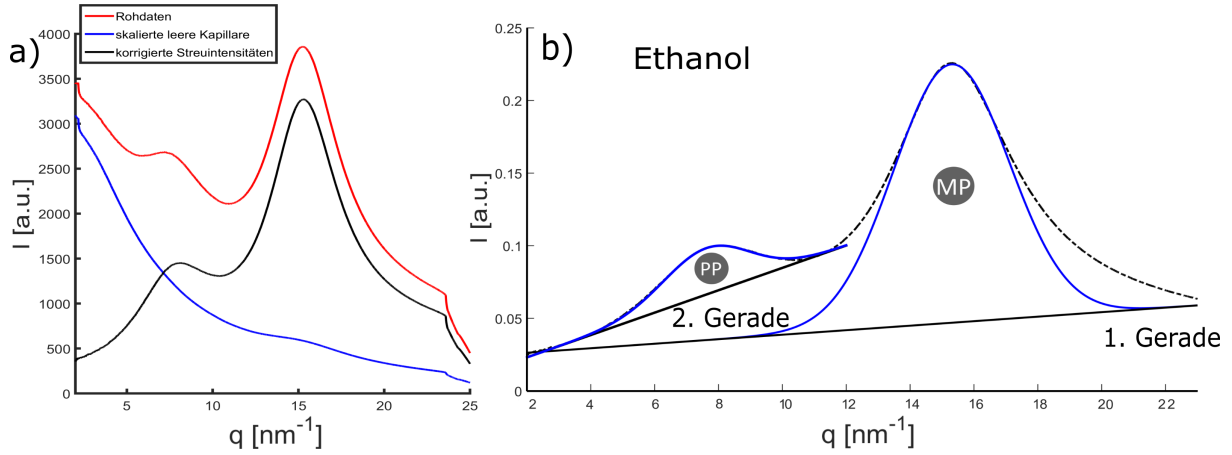 a)
Rohdaten
skalierte leere Kapillare
korrigierte Streuintensitäten
4000
3500
3000
2500
2000
1500
1000
500
0
I [a.u.]
5
10
15
20
25
q [nm-1]
b)
Ethanol
0.25
0.2
0.15
0.1
0.05
0
I [a.u.]
MP
PP
2. Gerade
1. Gerade
2
4
6
8
10
12
14
16
18
20
22
q [nm-1]